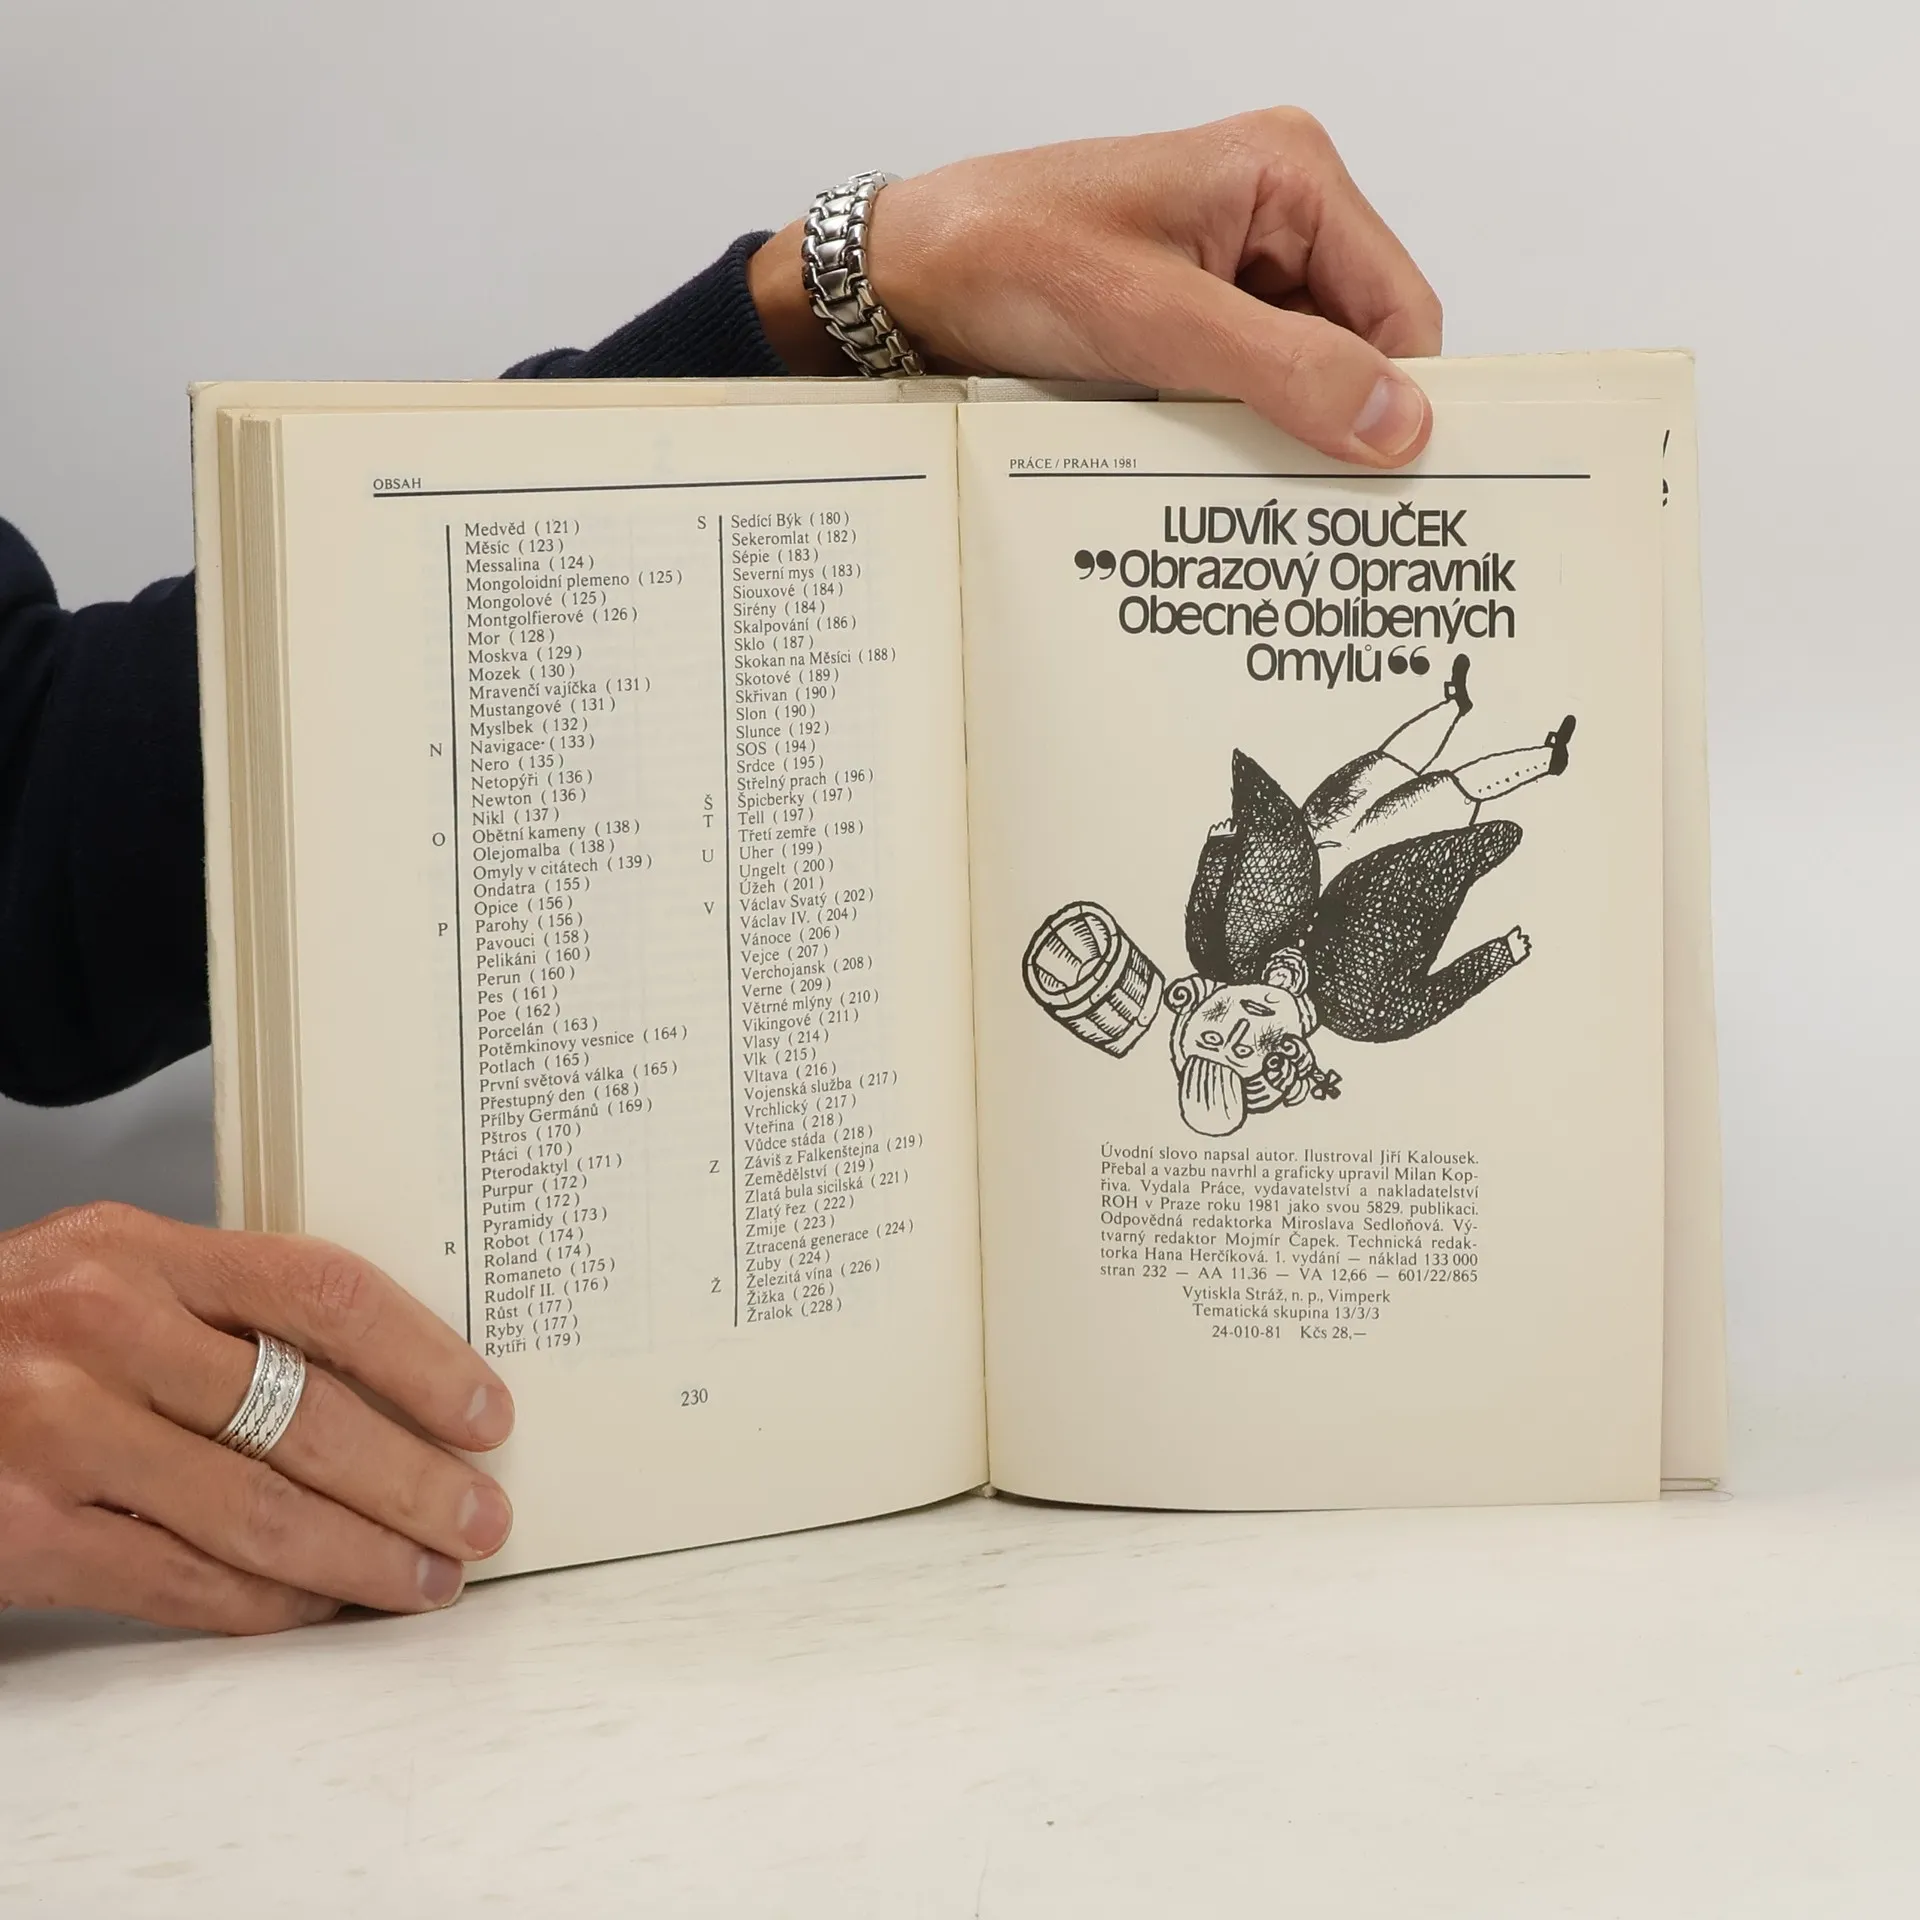 OBSAH
Medvěd (121)
Měsíc (123)
Messalina (124)
Mongoloidní plemeno (125)
Mongolové (125)
Montgolfierové (126)
Mor (128)
Moskva (129)
Mozek (130)
Mravenčí vajíčka (131)
Mustangové (131)
Myslbek (132)
N Navigace (133)
Nero (135)
Netopýři (136)
Newton (136)
Nikl (137)
O Obětní kameny (138)
Olejomalba (138)
Omyly v citátech (139)
Ondatra (155)
Opice (156)
P Parohy (156)
Pavouci (158)
Pelikáni (160)
Perun (160)
Pes (161)
Poe (162)
Porcelán (163)
Potěmkinovy vesnice (164)
Potlach (165)
První světová válka (165)
Přestupný den (168)
Přílby Germánů (169)
Pštros (170)
Ptáci (170)
Pterodaktyl (171)
Purpur (172)
Putim (172)
Pyramidy (173)
R Robot (174)
Roland (174)
Romaneto (175)
Rudolf II. (176)
Růst (177)
Ryby (177)
Rytíři (179)
S Sedící Býk (180)
Sekeromlat (182)
Sépie (183)
Severní mys (183)
Siouxové (184)
Sirény (184)
Skalpování (186)
Sklo (187)
Skokan na Měsíci (188)
Skotové (189)
Skřivan (190)
Slon (190)
Slunce (192)
SOS (194)
Srdce (195)
Střelný prach (196)
Š Špicberky (197)
T Tell (197)
Třetí zemře (198)
U Uher (199)
Ungelt (200)
Úžeh (201)
V Václav Svatý (202)
Václav IV. (204)
Vánoce (206)
Vejce (207)
Verchojansk (208)
Verne (209)
Větrné mlýny (210)
Vikingové (211)
Vlasy (214)
Vlk (215)
Vltava (216)
Vojenská služba (217)
Vrchlický (217)
Vteřina (218)
Vůdce stáda (218)
Z Záviš z Falkenštejna (219)
Zemědělství (219)
Zlatá bula sicilská (221)
Zlatý řez (222)
Zmije (223)
Ztracená generace (224)
Zuby (224)
Ž Železitá vína (226)
Žižka (226)
Žralok (228)
230
PRÁCE / PRAHA 1981
LUDVÍK SOUČEK
„Obrazový Opravník
Obecně Oblíbených
Omylů“
Úvodní slovo napsal autor. Ilustroval Jiří Kalousek.
Přebal a vazbu navrhl a graficky upravil Milan Kop-
řiva. Vydala Práce, vydavatelství a nakladatelství
ROH v Praze roku 1981 jako svou 5829. publikaci.
Odpovědná redaktorka Miroslava Sedloňová. Vý-
tvarný redaktor Mojmír Čapek. Technická redak-
torka Hana Herčíková. 1. vydání — náklad 133 000
stran 232 — AA 11,36 — VA 12,66 — 601/22/865
Vytiskla Stráž, n. p., Vimperk
Tematická skupina 13/3/3
24-010-81 Kčs 28,—